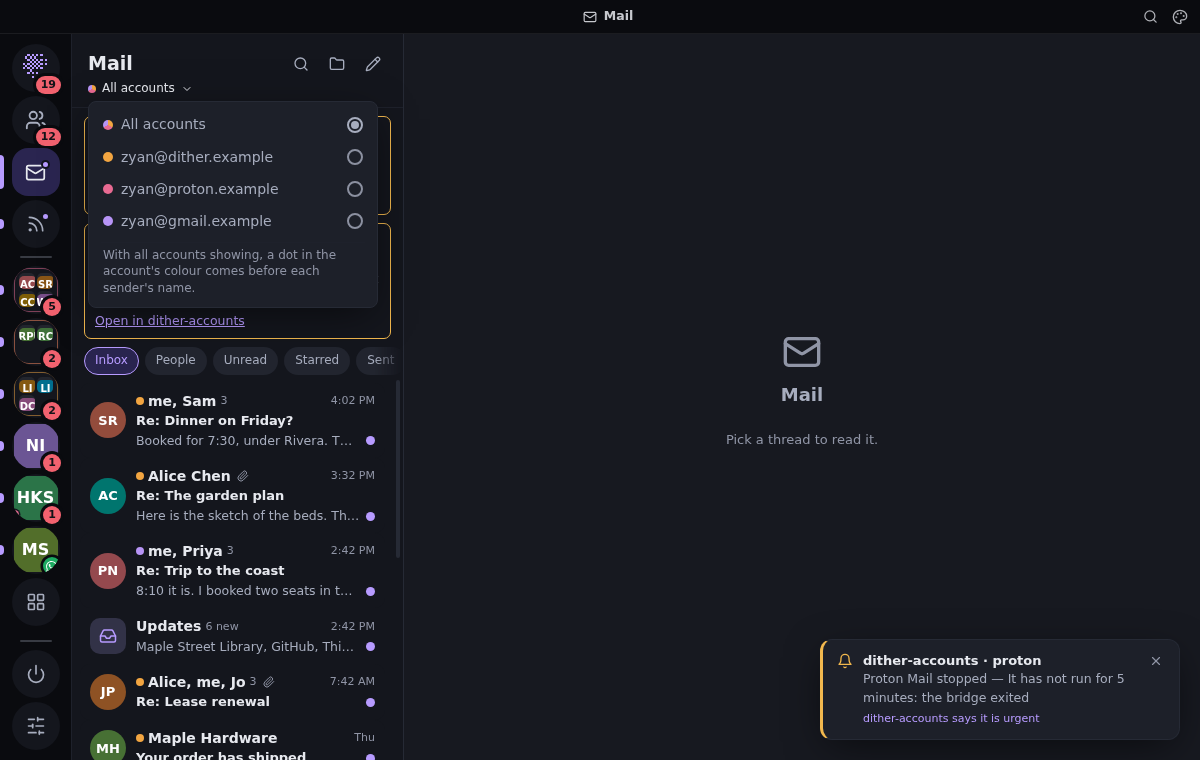 Mail
19
12
5
AC SR
CC
RP RC
2
LI LI
DC
2
NI
1
HKS
1
MS
Mail
All accounts
All accounts
zyan@dither.example
zyan@proton.example
zyan@gmail.example
With all accounts showing, a dot in the
account's colour comes before each
sender's name.
Open in dither-accounts
Inbox People Unread Starred Sent
SR
me, Sam 3 4:02 PM
Re: Dinner on Friday?
Booked for 7:30, under Rivera. T…
AC
Alice Chen 3:32 PM
Re: The garden plan
Here is the sketch of the beds. Th…
PN
me, Priya 3 2:42 PM
Re: Trip to the coast
8:10 it is. I booked two seats in t…
Updates 6 new 2:42 PM
Maple Street Library, GitHub, Thi…
JP
Alice, me, Jo 3 7:42 AM
Re: Lease renewal
MH
Maple Hardware Thu
Your order has shipped
Mail
Pick a thread to read it.
dither-accounts · proton
Proton Mail stopped — It has not run for 5
minutes: the bridge exited
dither-accounts says it is urgent